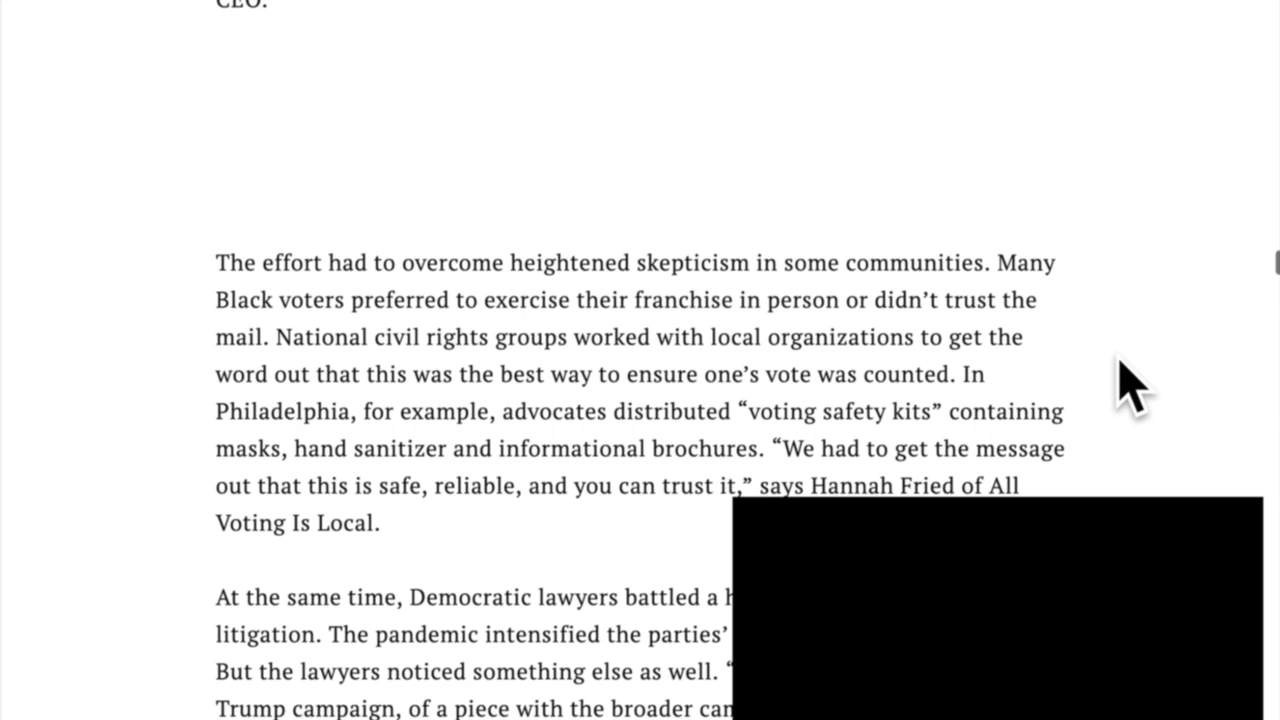 CEO.
The effort had to overcome heightened skepticism in some communities. Many
Black voters preferred to exercise their franchise in person or didn’t trust the
mail. National civil rights groups worked with local organizations to get the
word out that this was the best way to ensure one’s vote was counted. In
Philadelphia, for example, advocates distributed “voting safety kits” containing
masks, hand sanitizer and informational brochures. “We had to get the message
out that this is safe, reliable, and you can trust it,” says Hannah Fried of All
Voting Is Local.
At the same time, Democratic lawyers battled a
litigation. The pandemic intensified the parties’
But the lawyers noticed something else as well. “
Trump campaign, of a piece with the broader